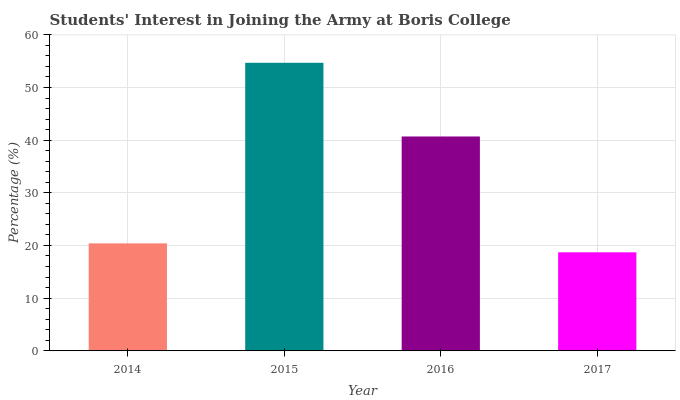 Students' Interest in Joining the Army at Boris College
60
50
40
30
20
10
0
Percentage (%)
2014 2015 2016 2017
Year